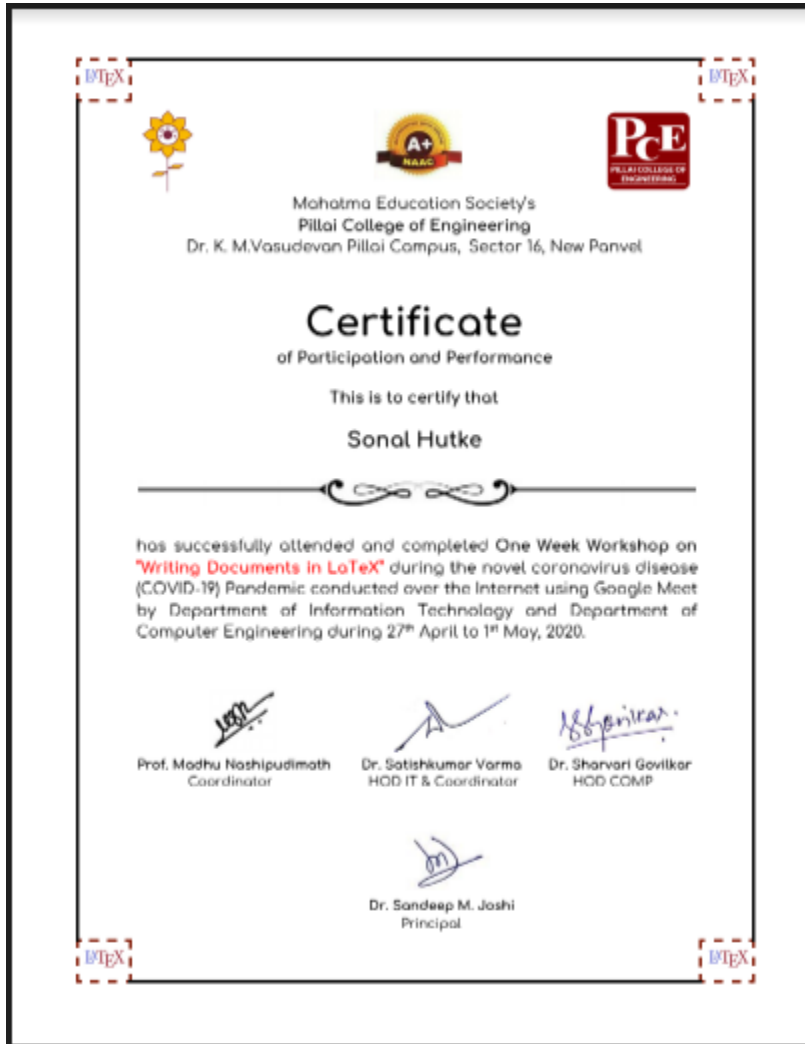 LATEX LATEX
A+
NAAC
PCE
PILLAI COLLEGE OF
ENGINEERING
Mahatma Education Society's
Pillai College of Engineering
Dr. K. M.Vasudevan Pillai Campus, Sector 16, New Panvel
Certificate
of Participation and Performance
This is to certify that
Sonal Hutke
has successfully attended and completed One Week Workshop on
"Writing Documents in LaTeX" during the novel coronavirus disease
(COVID-19) Pandemic conducted over the Internet using Google Meet
by Department of Information Technology and Department of
Computer Engineering during 27th April to 1st May, 2020.
Prof. Madhu Nashipudimath Dr. Satishkumar Varma Dr. Sharvari Govilkar
Coordinator HOD IT & Coordinator HOD COMP
Dr. Sandeep M. Joshi
Principal
LATEX LATEX